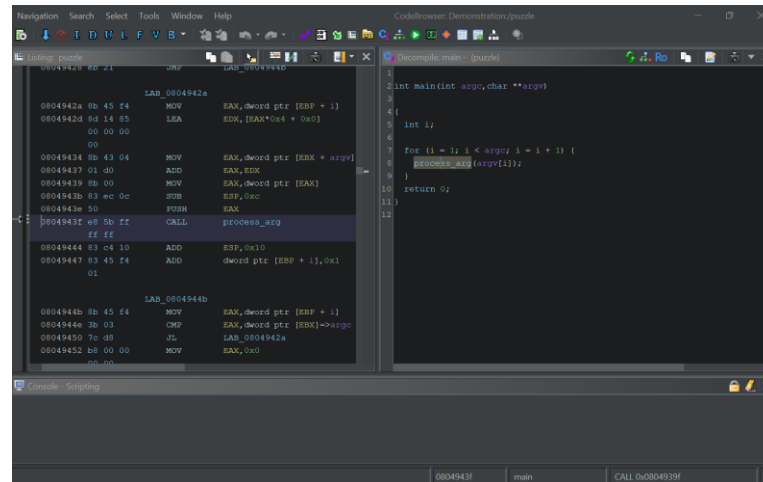 Navigation Search Select Tools Window Help
CodeBrowser: Demonstration:/puzzle
I D U L F V B
Listing: puzzle
08049428 eb 21 JMP LAB_0804944b
LAB_0804942a
0804942a 8b 45 f4 MOV EAX,dword ptr [EBP + i]
0804942d 8d 14 85 LEA EDX,[EAX*0x4 + 0x0]
00 00 00
00
08049434 8b 43 04 MOV EAX,dword ptr [EBX + argv]
08049437 01 d0 ADD EAX,EDX
08049439 8b 00 MOV EAX,dword ptr [EAX]
0804943b 83 ec 0c SUB ESP,0xc
0804943e 50 PUSH EAX
0804943f e8 5b ff CALL process_arg
ff ff
08049444 83 c4 10 ADD ESP,0x10
08049447 83 45 f4 ADD dword ptr [EBP + i],0x1
01
LAB_0804944b
0804944b 8b 45 f4 MOV EAX,dword ptr [EBP + i]
0804944e 3b 03 CMP EAX,dword ptr [EBX]=>argc
08049450 7c d8 JL LAB_0804942a
08049452 b8 00 00 MOV EAX,0x0
00 00
Decompile: main - (puzzle)
Ro
1
2 int main(int argc,char **argv)
3
4 {
5 int i;
6
7 for (i = 1; i < argc; i = i + 1) {
8 process_arg(argv[i]);
9 }
10 return 0;
11 }
12
Console - Scripting
0804943f main CALL 0x0804939f